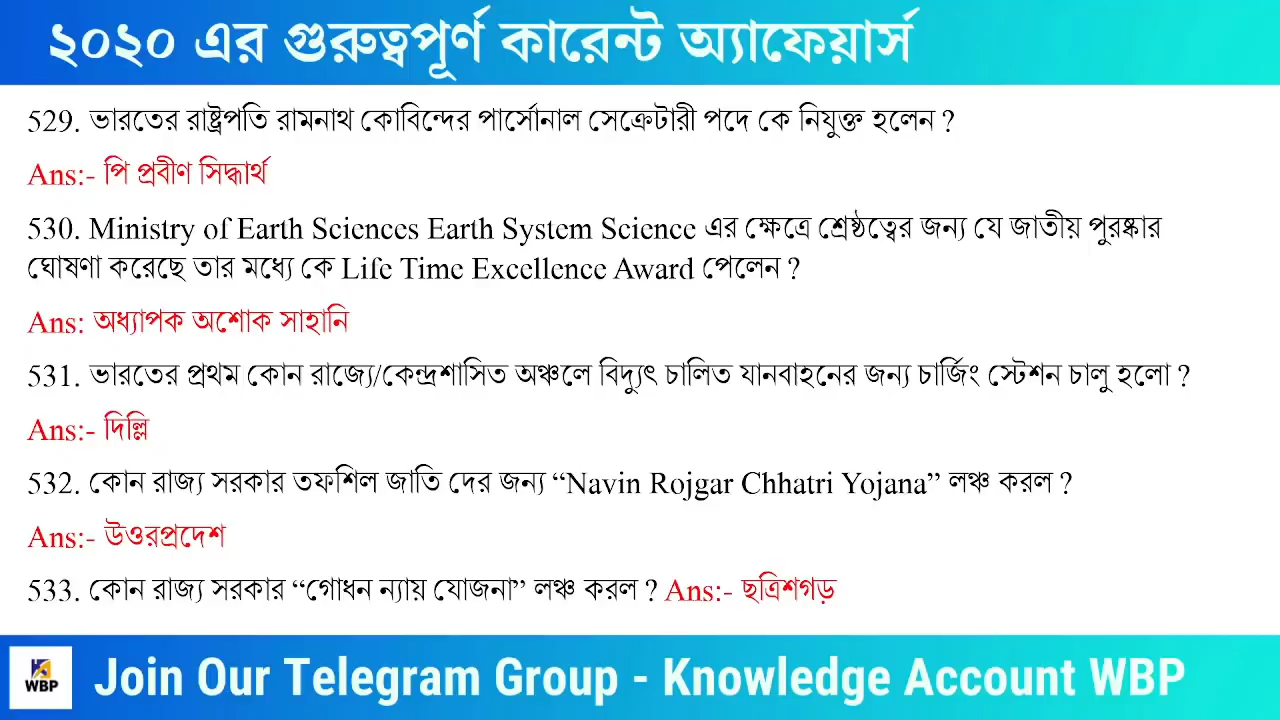 ২০২০ এর গুরুত্বপূর্ণ কারেন্ট অ্যাফেয়ার্স
529. ভারতের রাষ্ট্রপতি রামনাথ কোবিন্দের পার্সোনাল সেক্রেটারী পদে কে নিযুক্ত হলেন ?
Ans:- পি প্রবীণ সিদ্ধার্থ
530. Ministry of Earth Sciences Earth System Science এর ক্ষেত্রে শ্রেষ্ঠত্বের জন্য যে জাতীয় পুরষ্কার
ঘোষণা করেছে তার মধ্যে কে Life Time Excellence Award পেলেন ?
Ans: অধ্যাপক অশোক সাহানি
531. ভারতের প্রথম কোন রাজ্যে/কেন্দ্রশাসিত অঞ্চলে বিদ্যুৎ চালিত যানবাহনের জন্য চার্জিং স্টেশন চালু হলো ?
Ans:- দিল্লি
532. কোন রাজ্য সরকার তফশিল জাতি দের জন্য “Navin Rojgar Chhatri Yojana” লঞ্চ করল ?
Ans:- উওরপ্রদেশ
533. কোন রাজ্য সরকার “গোধন ন্যায় যোজনা” লঞ্চ করল ? Ans:- ছত্রিশগড়
WBP
Join Our Telegram Group - Knowledge Account WBP